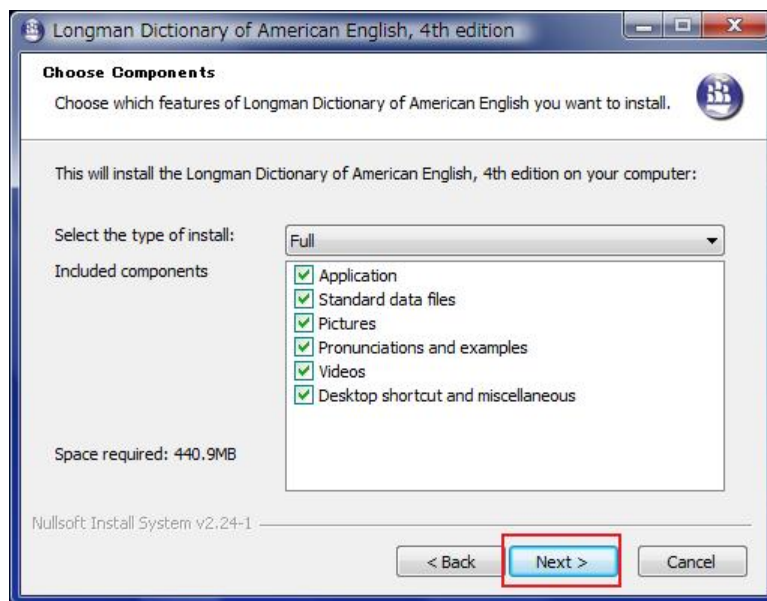 Longman Dictionary of American English, 4th edition
Choose Components
Choose which features of Longman Dictionary of American English you want to install.
This will install the Longman Dictionary of American English, 4th edition on your computer:
Select the type of install:
Full
Included components
Application
Standard data files
Pictures
Pronunciations and examples
Videos
Desktop shortcut and miscellaneous
Space required: 440.9MB
Nullsoft Install System v2.24-1
< Back
Next >
Cancel